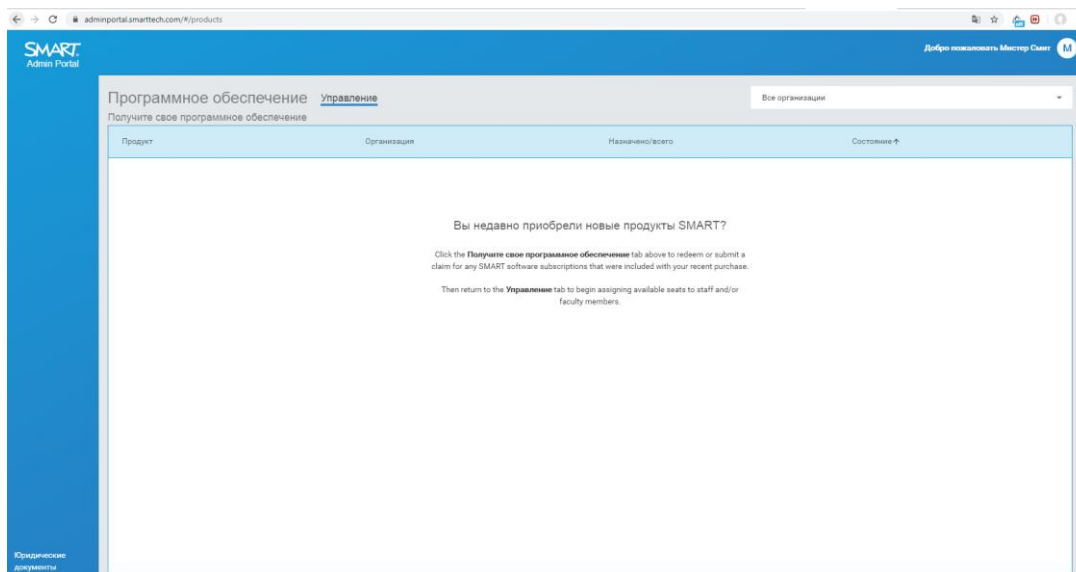 adminportal.smarttech.com/#/products
SMART
Admin Portal
Добро пожаловать Мистер Смит
М
Программное обеспечение Управление
Все организации
Получите свое программное обеспечение
Продукт Организация Назначено/всего Состояние↑
Вы недавно приобрели новые продукты SMART?
Click the Получите свое программное обеспечение tab above to redeem or submit a
claim for any SMART software subscriptions that were included with your recent purchase.
Then return to the Управление tab to begin assigning available seats to staff and/or
faculty members.
Юридические
документы